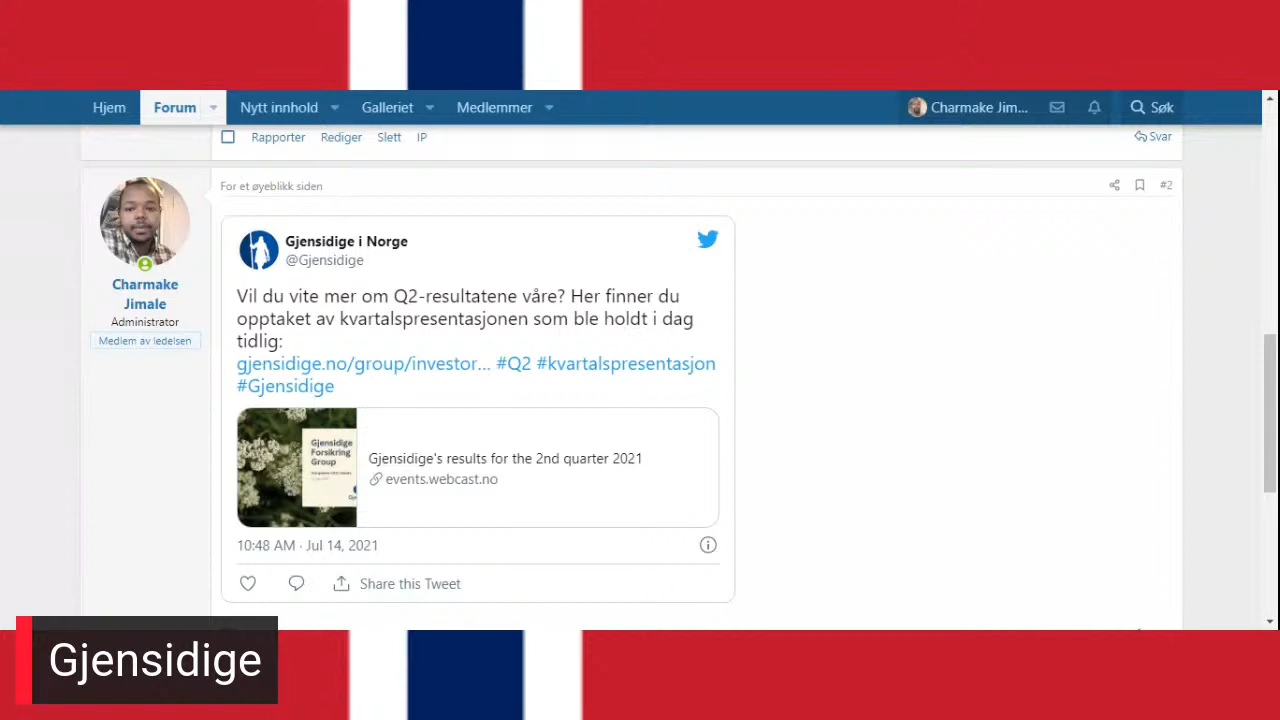 Hjem Forum Nytt innhold Galleriet Medlemmer Charmake Jim... Søk
Rapporter Rediger Slett IP Svar
For et øyeblikk siden #2
Charmake
Jimale
Administrator
Medlem av ledelsen
Gjensidige i Norge
@Gjensidige
Vil du vite mer om Q2-resultatene våre? Her finner du
opptaket av kvartalspresentasjonen som ble holdt i dag
tidlig:
gjensidige.no/group/investor... #Q2 #kvartalspresentasjon
#Gjensidige
Gjensidige
Forsikring
Group
Gjensidige's results for the 2nd quarter 2021
events.webcast.no
10:48 AM · Jul 14, 2021
Share this Tweet
Gjensidige